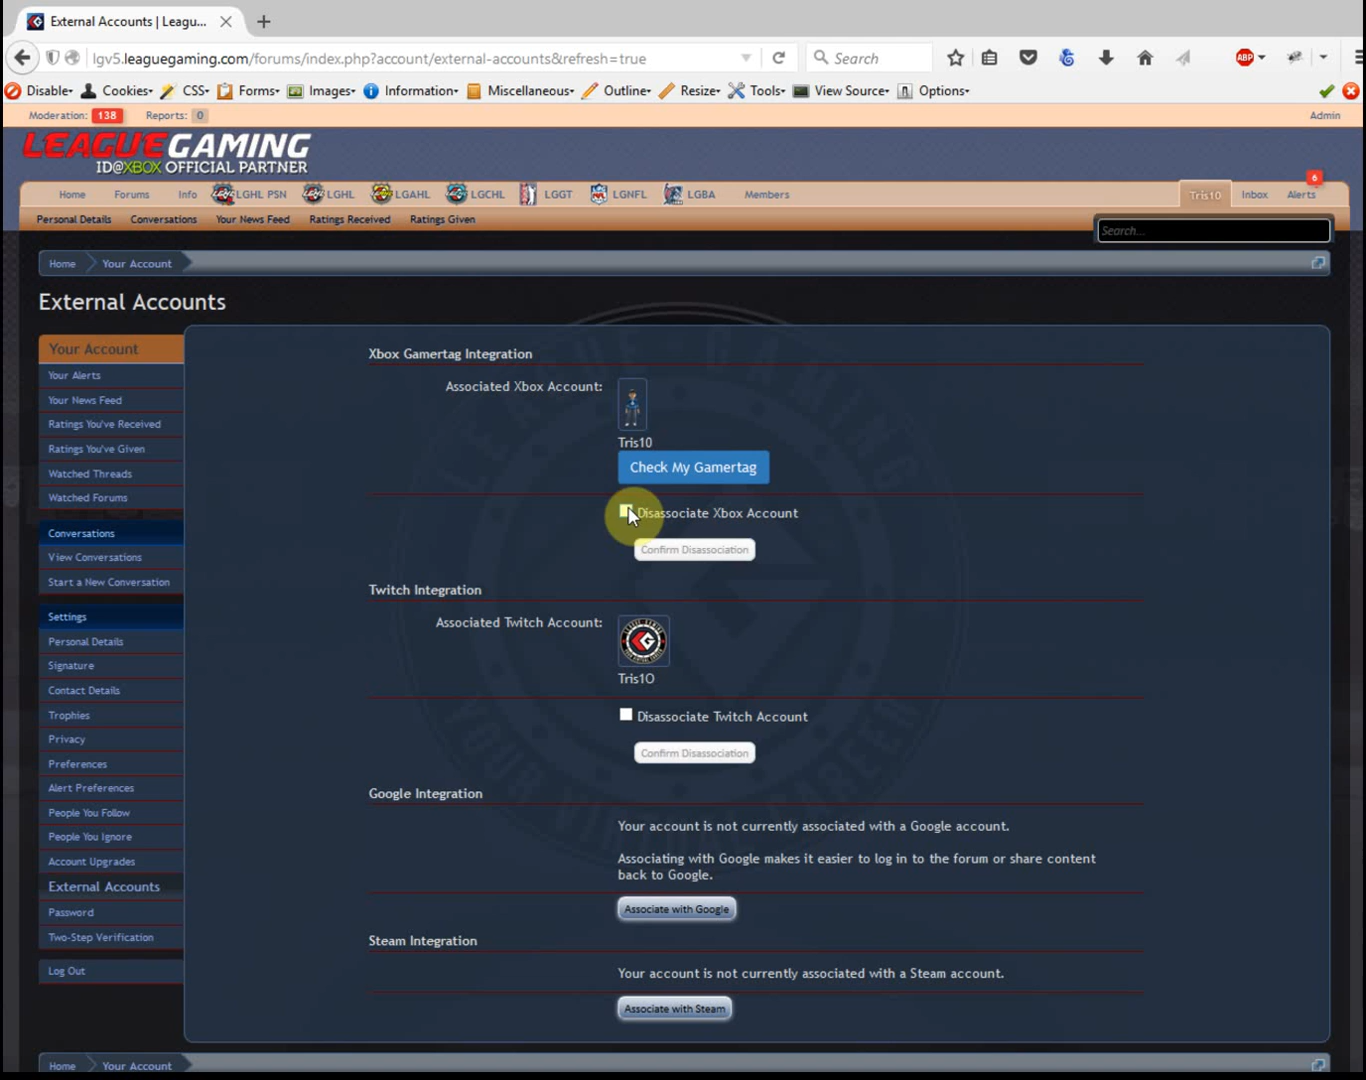 External Accounts | Leagu...
lgv5.leaguegaming.com/forums/index.php?account/external-accounts&refresh=true
Search
ABP
Disable Cookies CSS Forms Images Information Miscellaneous Outline Resize Tools View Source Options
Moderation: 138 Reports: 0 Admin
LEAGUEGAMING
ID@XBOX OFFICIAL PARTNER
6
Home Forums Info LGHL PSN LGHL LGAHL LGCHL LGGT LGNFL LGBA Members Tris10 Inbox Alerts
Personal Details Conversations Your News Feed Ratings Received Ratings Given
Search...
Home Your Account
External Accounts
Your Account
Your Alerts
Your News Feed
Ratings You've Received
Ratings You've Given
Watched Threads
Watched Forums
Conversations
View Conversations
Start a New Conversation
Settings
Personal Details
Signature
Contact Details
Trophies
Privacy
Preferences
Alert Preferences
People You Follow
People You Ignore
Account Upgrades
External Accounts
Password
Two-Step Verification
Log Out
Xbox Gamertag Integration
Associated Xbox Account:
Tris10
Check My Gamertag
Disassociate Xbox Account
Confirm Disassociation
Twitch Integration
Associated Twitch Account:
Tris1O
Disassociate Twitch Account
Confirm Disassociation
Google Integration
Your account is not currently associated with a Google account.
Associating with Google makes it easier to log in to the forum or share content
back to Google.
Associate with Google
Steam Integration
Your account is not currently associated with a Steam account.
Associate with Steam
Home Your Account